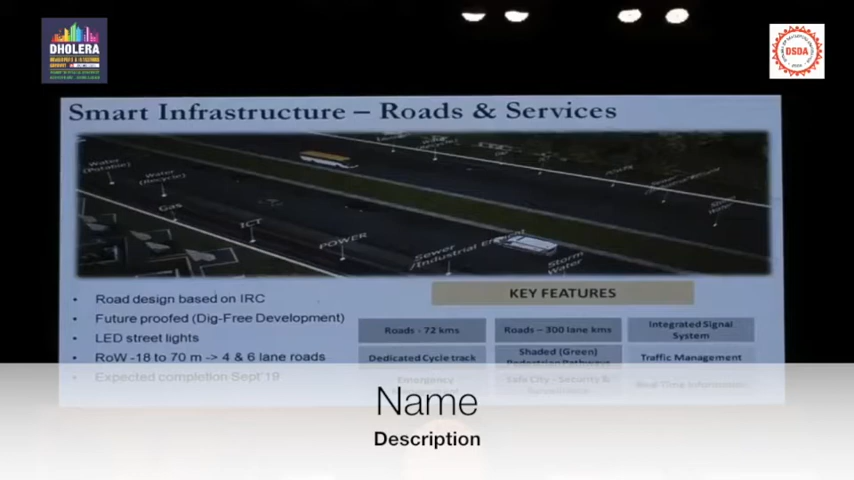 DHOLERA
DSDA
Smart Infrastructure – Roads & Services
Water
(Potable)
Water
(Recycle)
Gas
ICT
POWER
Sewer
/Industrial Effluent
Storm
Water
• Road design based on IRC
• Future proofed (Dig-Free Development)
• LED street lights
• RoW -18 to 70 m -> 4 & 6 lane roads
• Expected completion Sept'19
KEY FEATURES
Roads - 72 kms
Roads – 300 lane kms
Integrated Signal
System
Dedicated Cycle track
Shaded (Green)
Pedestrian Pathways
Traffic Management
Emergency
Safe City - Security &
Real Time Information
Name
Description